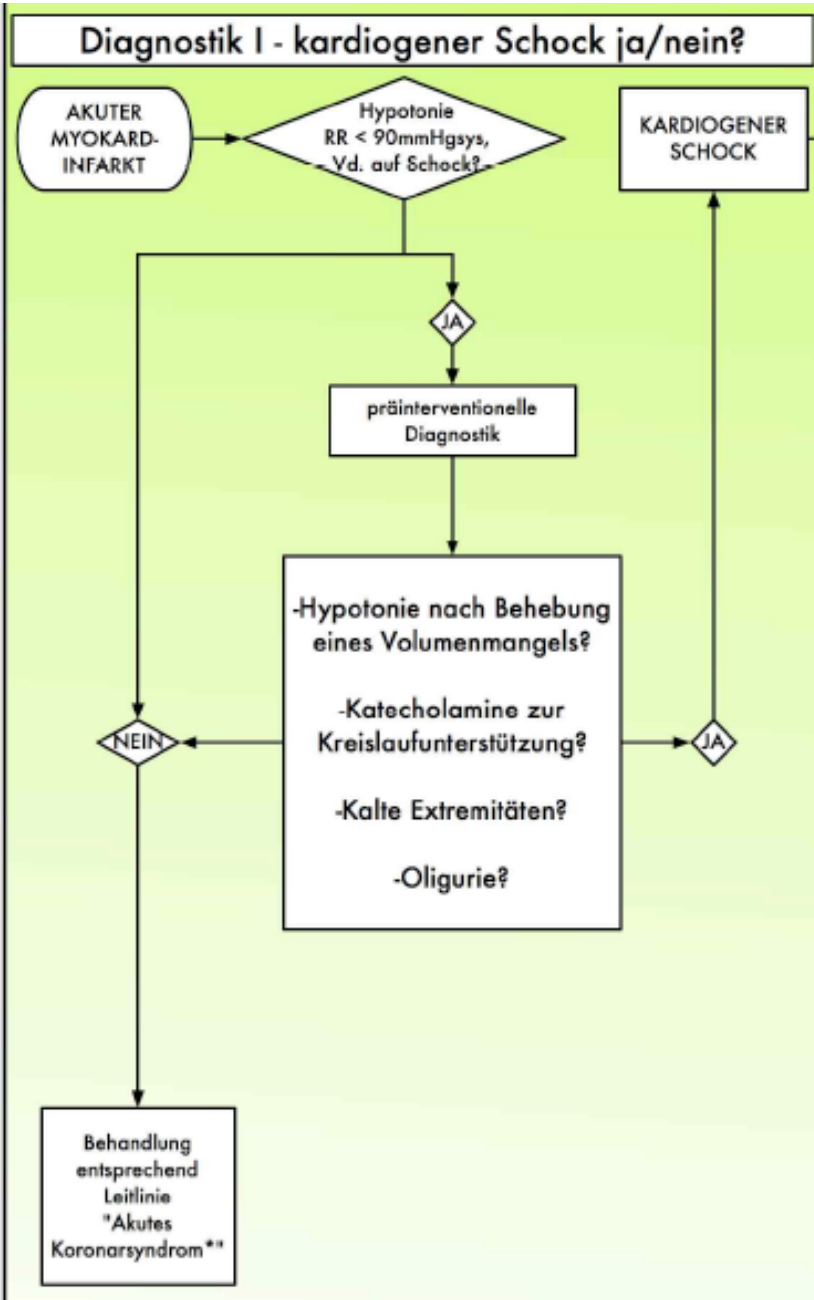 Diagnostik I - kardiogener Schock ja/nein?
AKUTER
MYOKARD-
INFARKT
Hypotonie
RR < 90mmHgsys,
Vd. auf Schock?
KARDIOGENER
SCHOCK
JA
präinterventionelle
Diagnostik
-Hypotonie nach Behebung
eines Volumenmangels?
-Katecholamine zur
Kreislaufunterstützung?
-Kalte Extremitäten?
-Oligurie?
NEIN
JA
Behandlung
entsprechend
Leitlinie
"Akutes
Koronarsyndrom*"